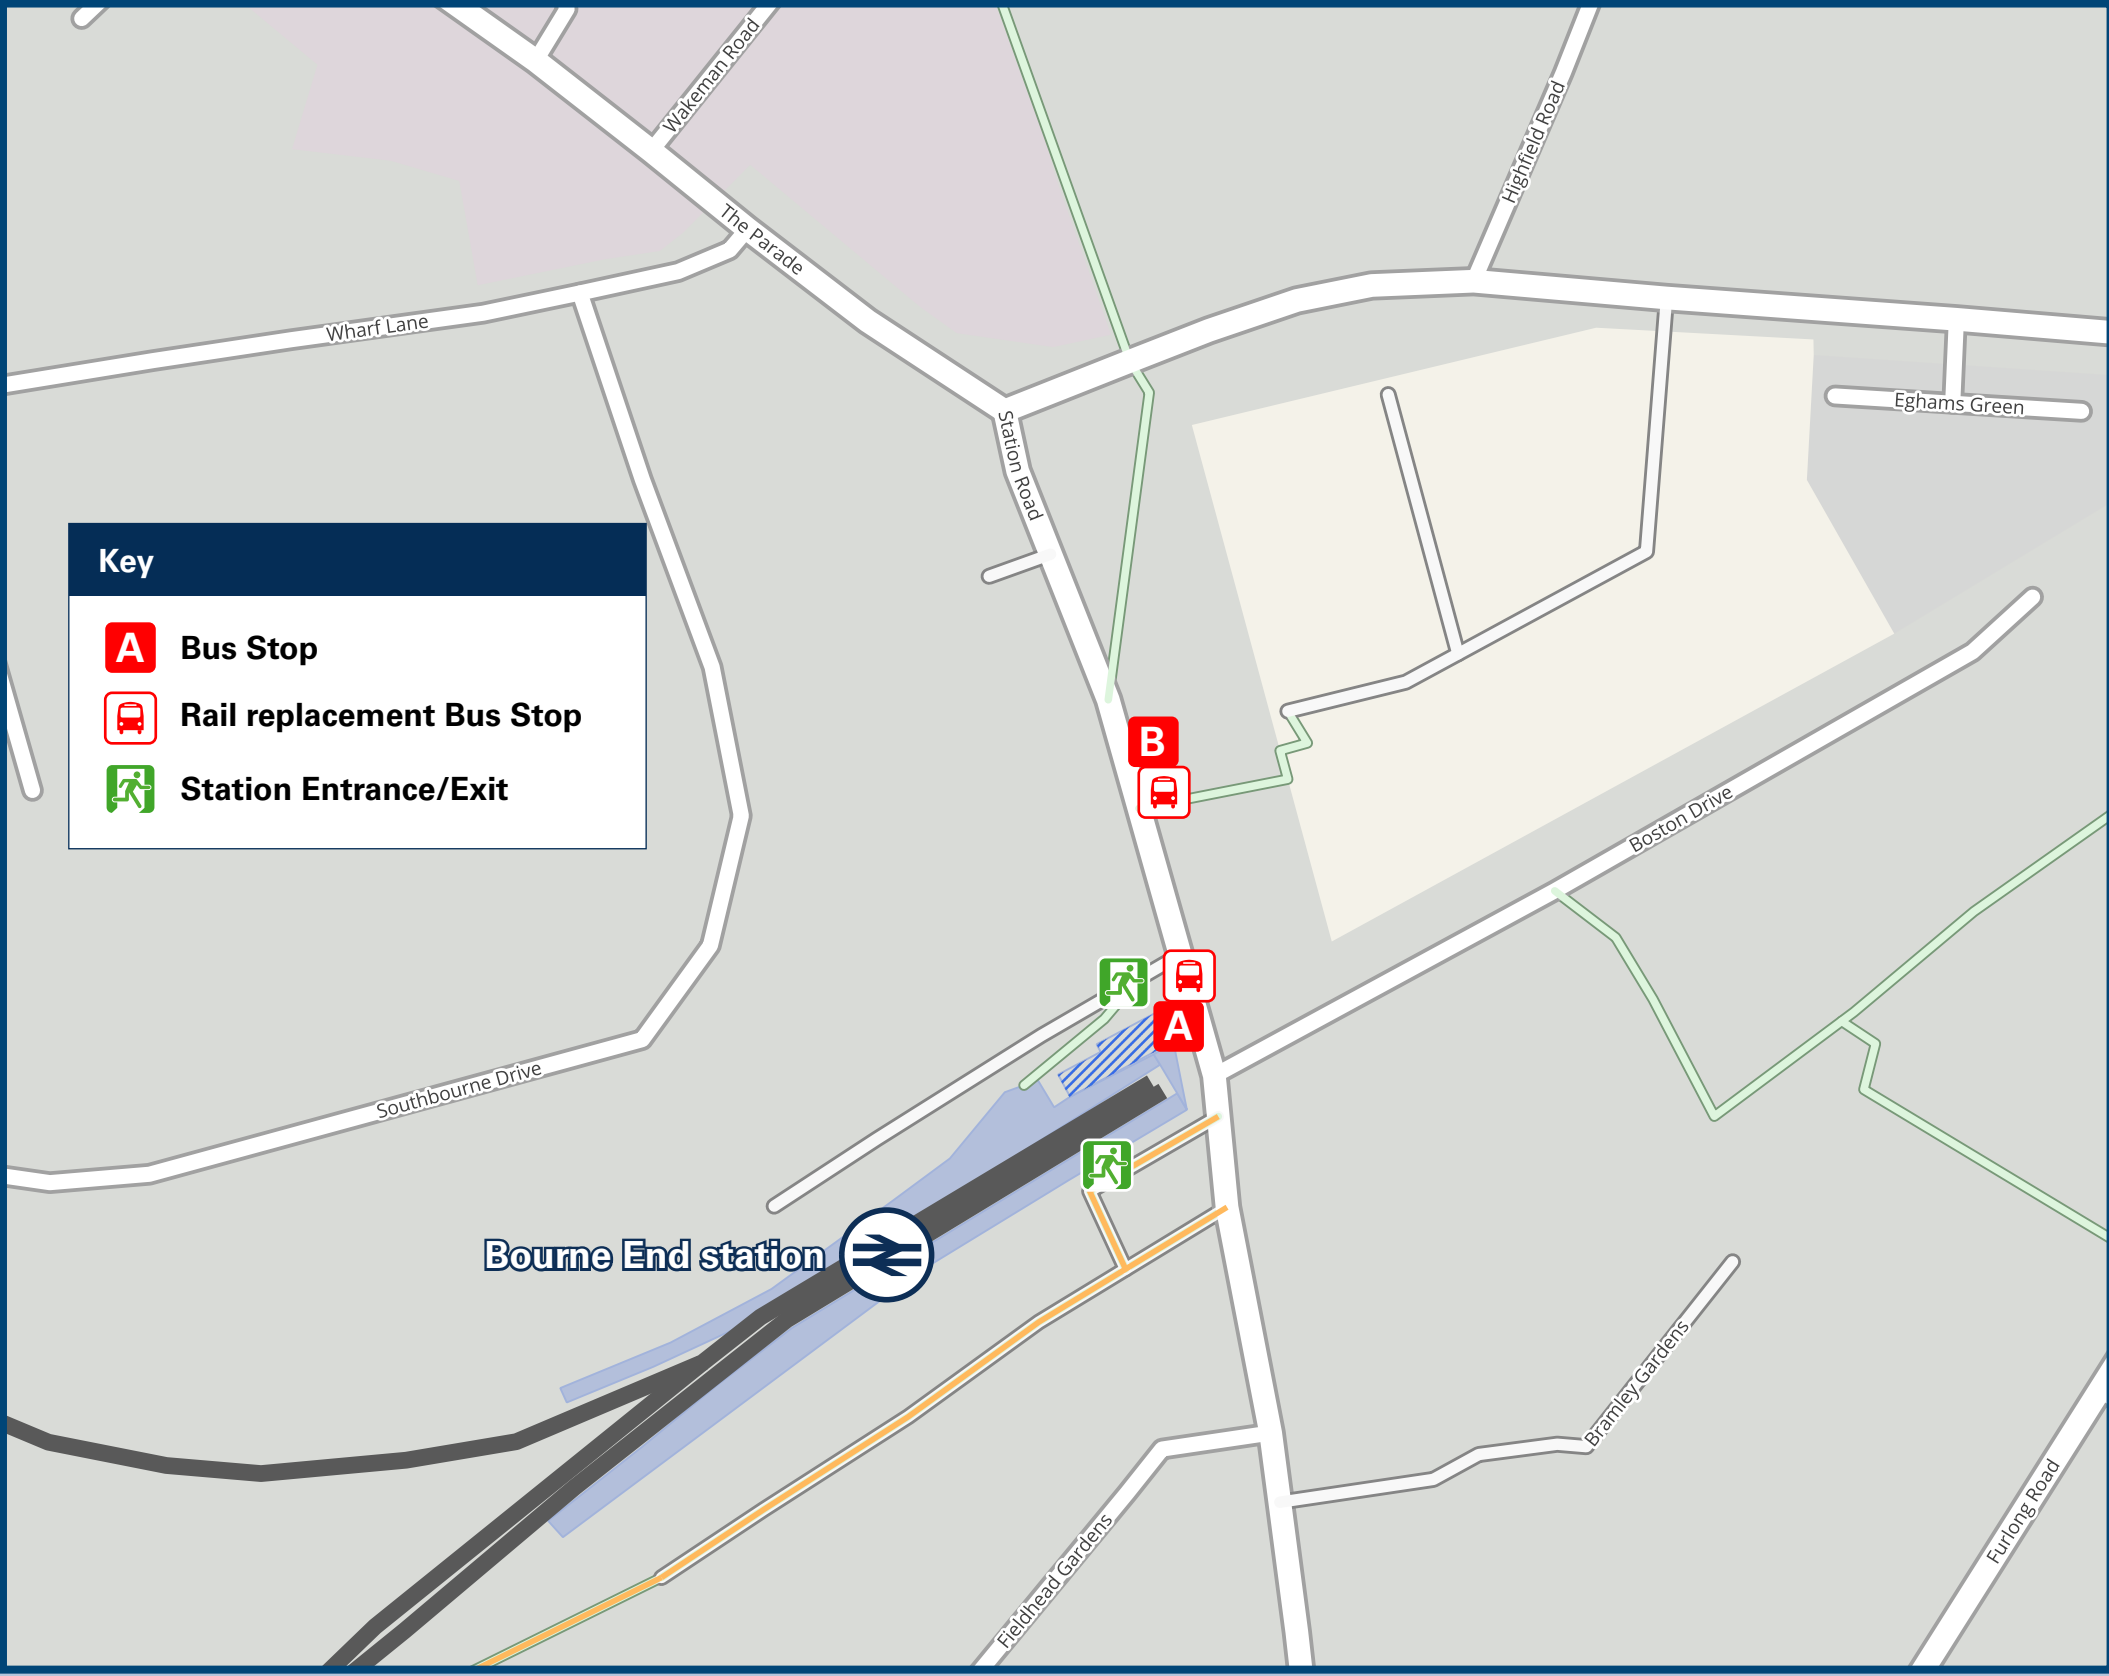 Wakeman Road
Highfield Road
The Parade
Wharf Lane
Eghams Green
Station Road
Key
A Bus Stop
Rail replacement Bus Stop
Station Entrance/Exit
B
Boston Drive
A
Southbourne Drive
Bourne End station
Bramley Gardens
Furlong Road
Fieldhead Gardens